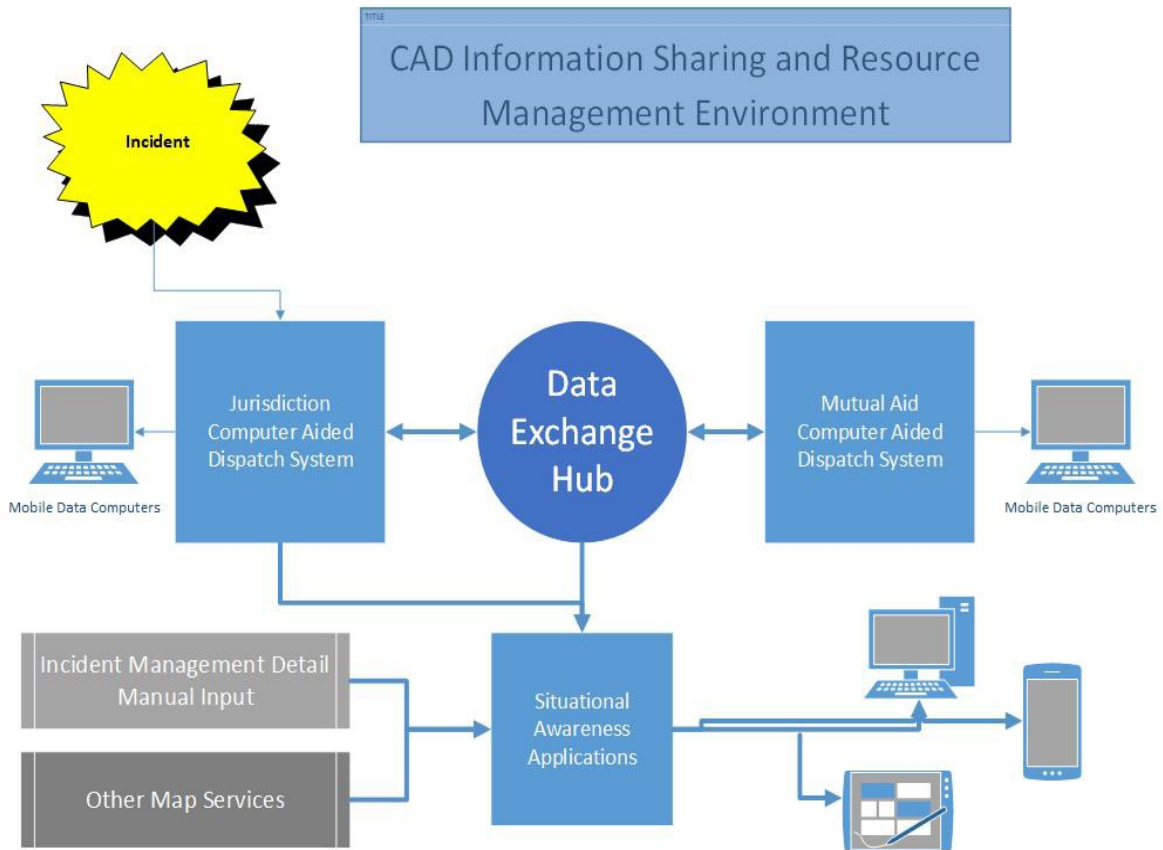 TITLE
CAD Information Sharing and Resource
Management Environment
Incident
Jurisdiction
Computer Aided
Dispatch System
Data
Exchange
Hub
Mutual Aid
Computer Aided
Dispatch System
Mobile Data Computers
Mobile Data Computers
Incident Management Detail
Manual Input
Situational
Awareness
Applications
Other Map Services